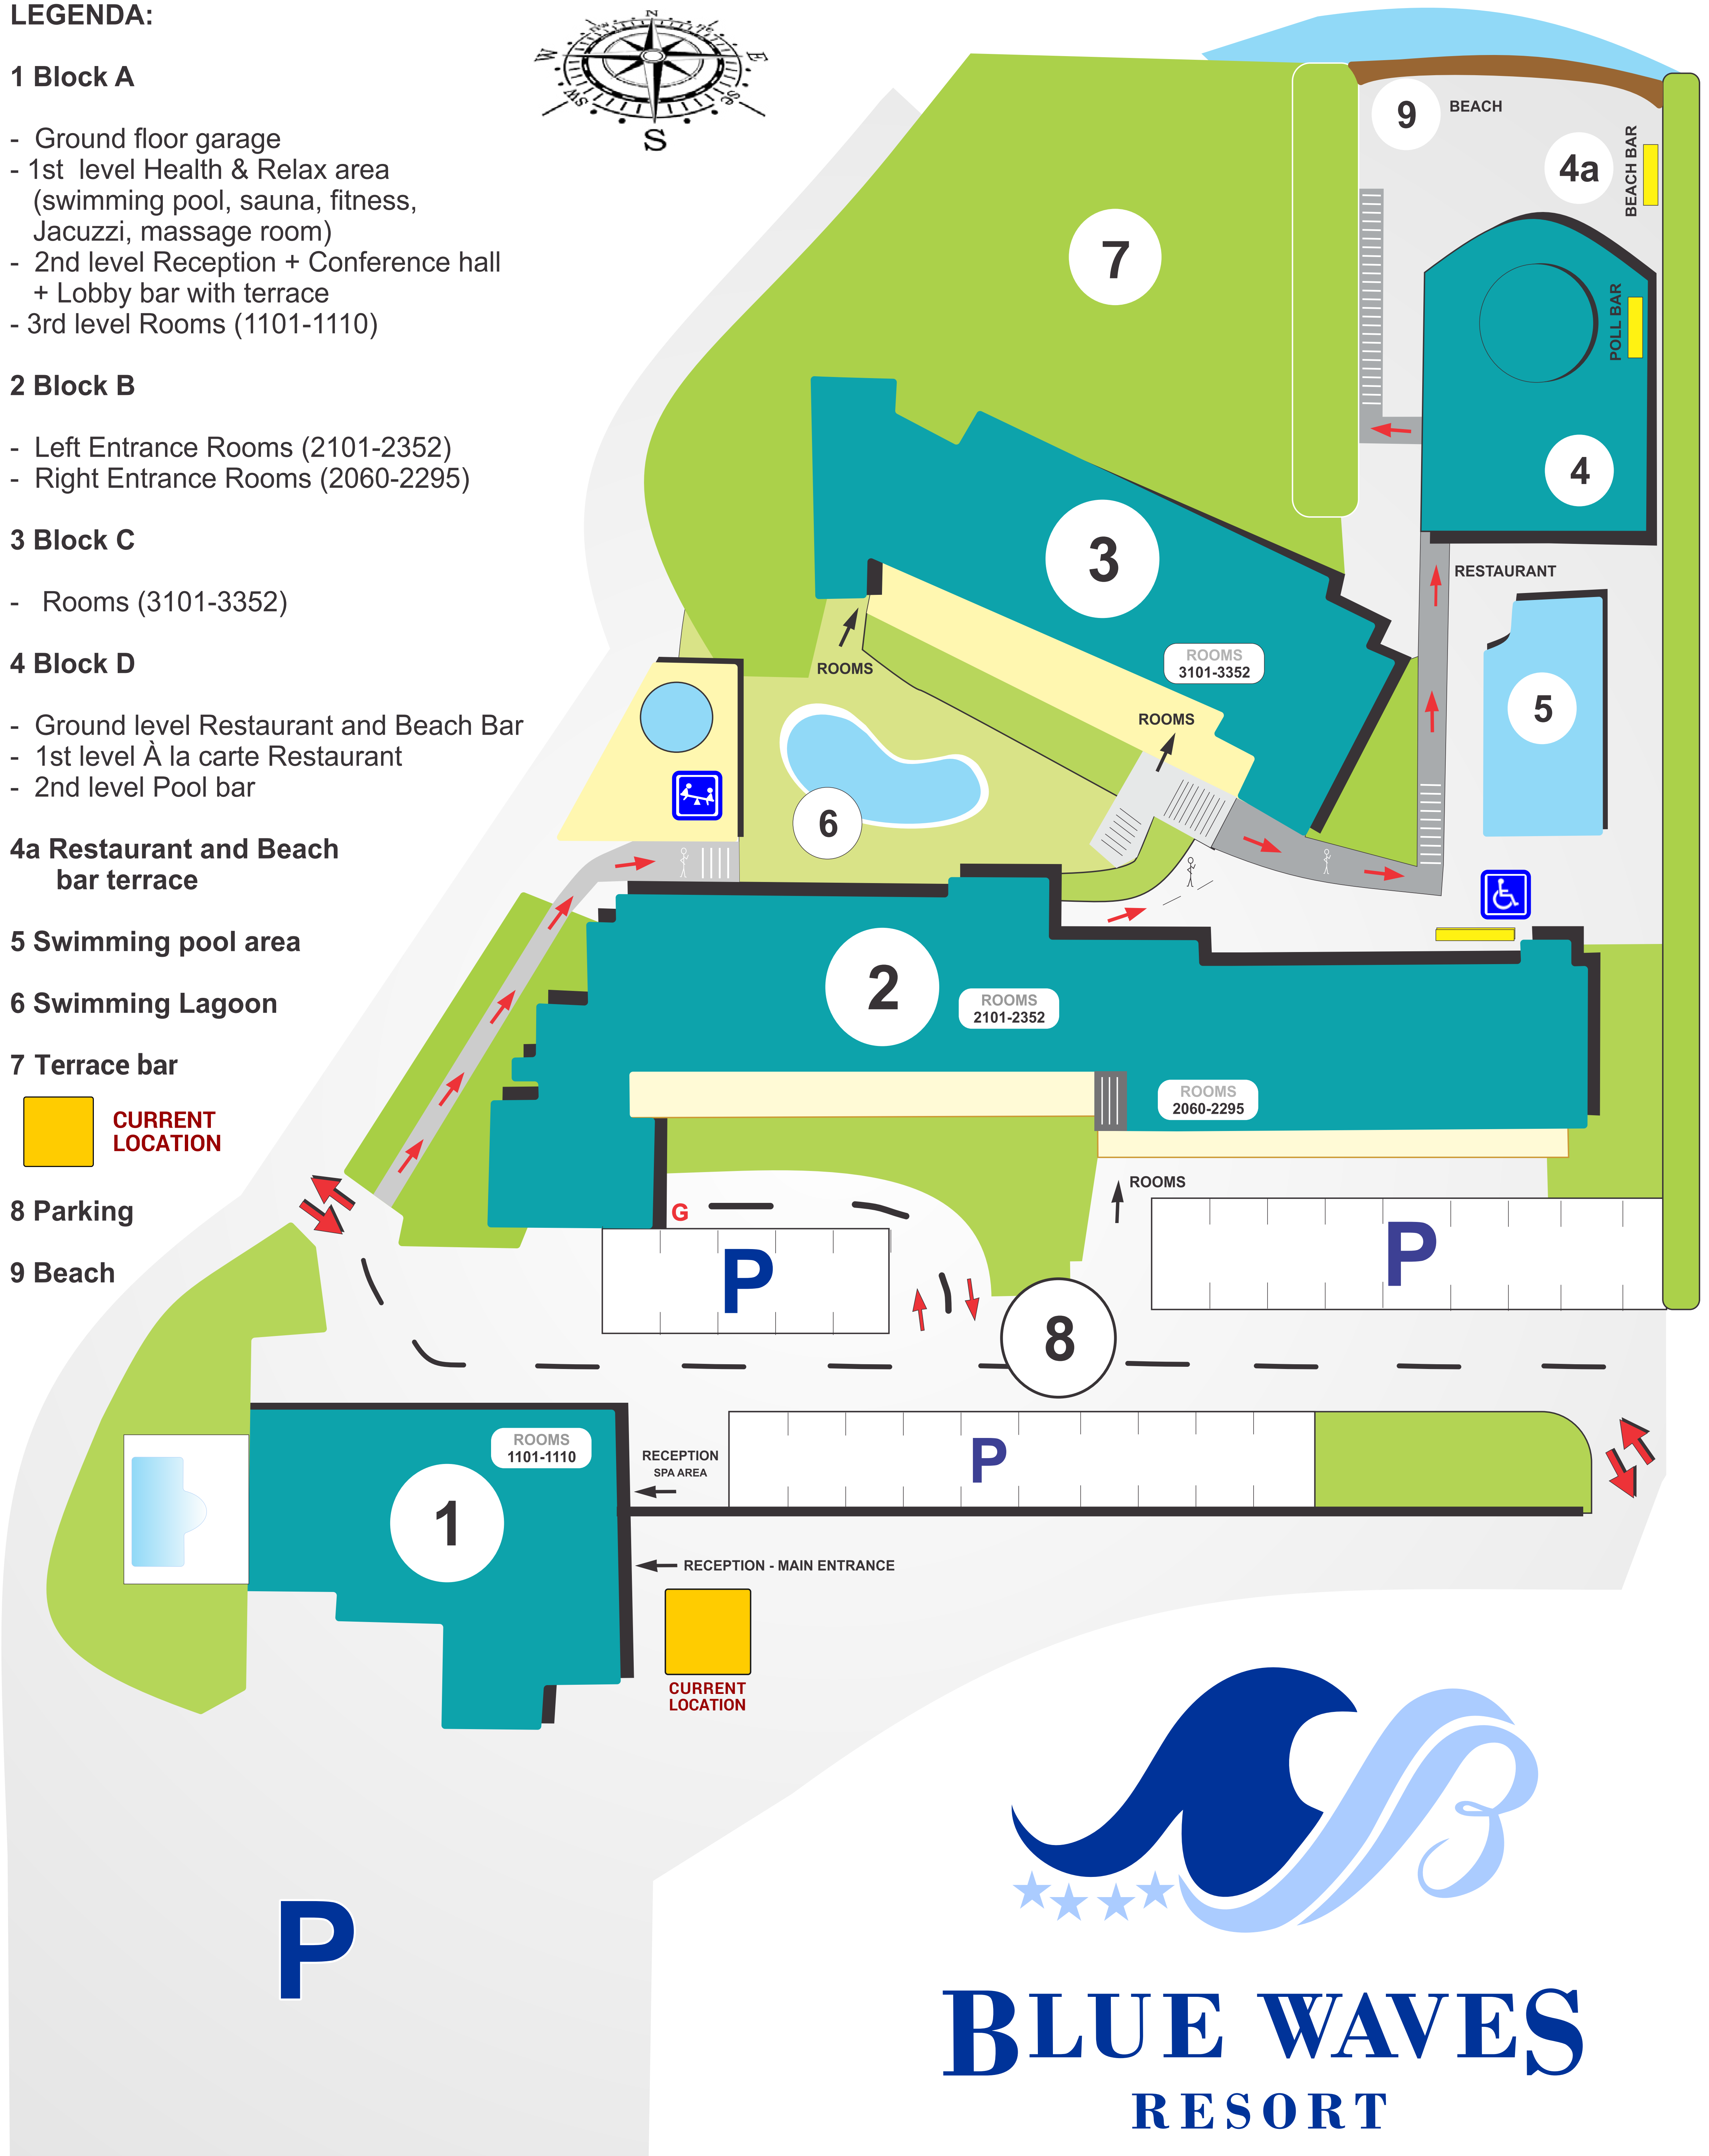 LEGENDA:
1 Block A
- Ground floor garage
- 1st level Health & Relax area
(swimming pool, sauna, fitness,
Jacuzzi, massage room)
- 2nd level Reception + Conference hall
+ Lobby bar with terrace
- 3rd level Rooms (1101-1110)
2 Block B
- Left Entrance Rooms (2101-2352)
- Right Entrance Rooms (2060-2295)
3 Block C
- Rooms (3101-3352)
4 Block D
- Ground level Restaurant and Beach Bar
- 1st level À la carte Restaurant
- 2nd level Pool bar
4a Restaurant and Beach
bar terrace
5 Swimming pool area
6 Swimming Lagoon
7 Terrace bar
CURRENT
LOCATION
8 Parking
9 Beach
N
W
E
SW
SE
S
9
BEACH
4a
BEACH BAR
7
POLL BAR
4
3
RESTAURANT
ROOMS
3101-3352
ROOMS
ROOMS
5
6
2
ROOMS
2101-2352
ROOMS
2060-2295
ROOMS
G
P
P
8
ROOMS
1101-1110
RECEPTION
SPA AREA
P
1
RECEPTION - MAIN ENTRANCE
CURRENT
LOCATION
P
B
BLUE WAVES
RESORT